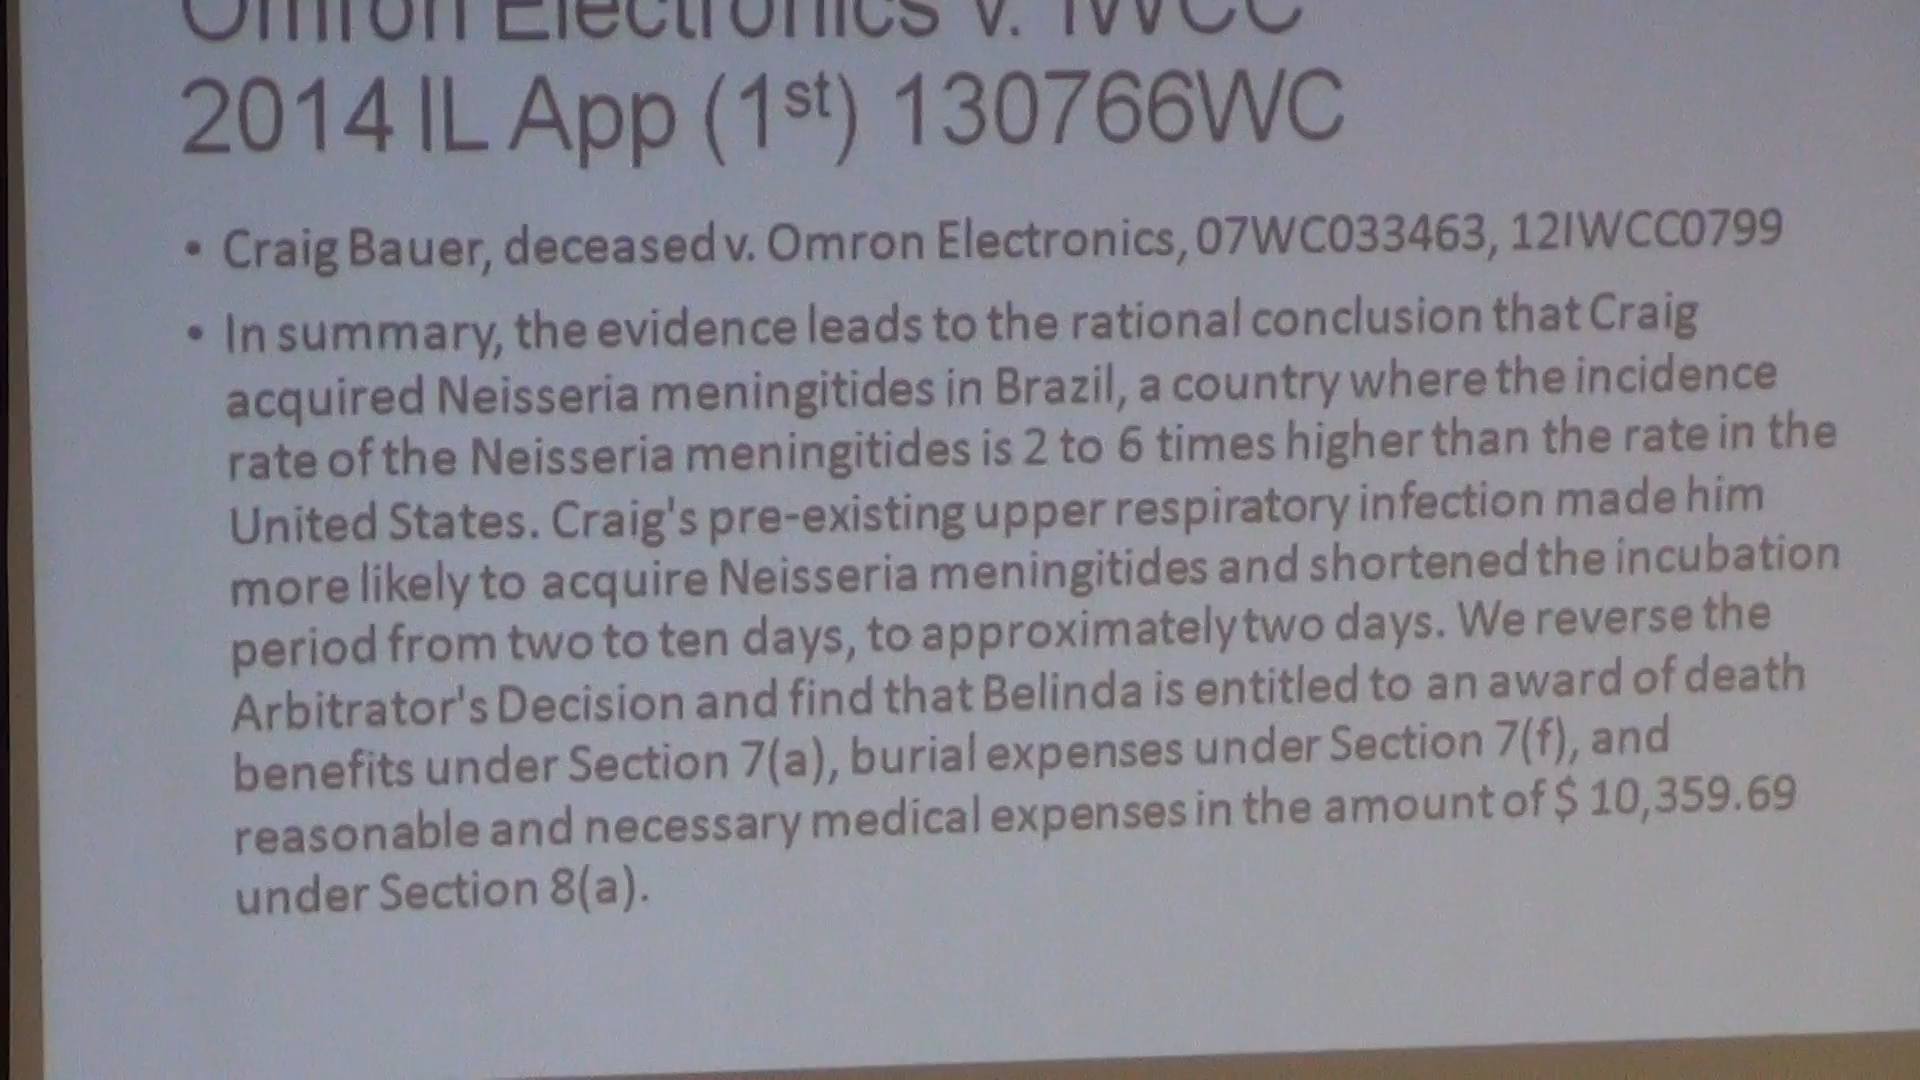 Omron Electronics v. IWCC
2014 IL App (1st) 130766WC
• Craig Bauer, deceased v. Omron Electronics, 07WC033463, 12IWCC0799
• In summary, the evidence leads to the rational conclusion that Craig
acquired Neisseria meningitides in Brazil, a country where the incidence
rate of the Neisseria meningitides is 2 to 6 times higher than the rate in the
United States. Craig's pre-existing upper respiratory infection made him
more likely to acquire Neisseria meningitides and shortened the incubation
period from two to ten days, to approximately two days. We reverse the
Arbitrator's Decision and find that Belinda is entitled to an award of death
benefits under Section 7(a), burial expenses under Section 7(f), and
reasonable and necessary medical expenses in the amount of $ 10,359.69
under Section 8(a).